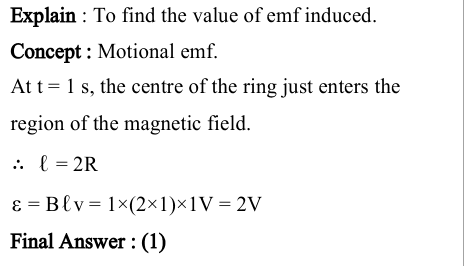 Explain : To find the value of emf induced.
Concept : Motional emf.
At t = 1 s, the centre of the ring just enters the
region of the magnetic field.
∴ ℓ = 2R
ε = Bℓv = 1×(2×1)×1V = 2V
Final Answer : (1)